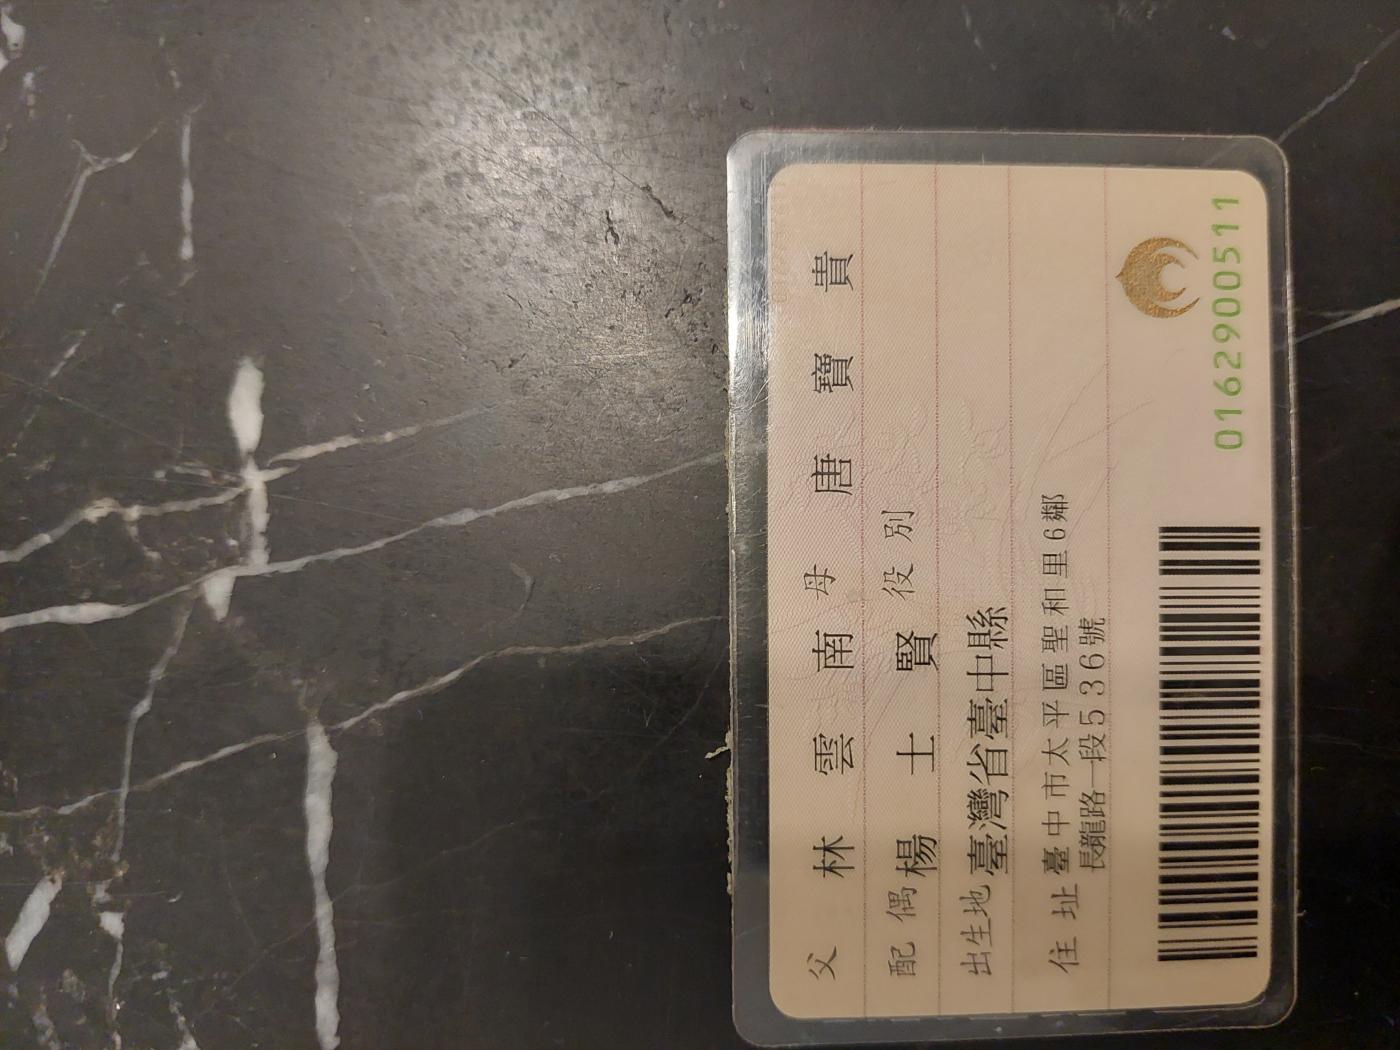 父 林雲南 母 唐寶貴
配偶 楊士賢 役別
出生地 臺灣省臺中縣
住址 臺中市太平區聖和里6鄰
長龍路一段536號
0162900511